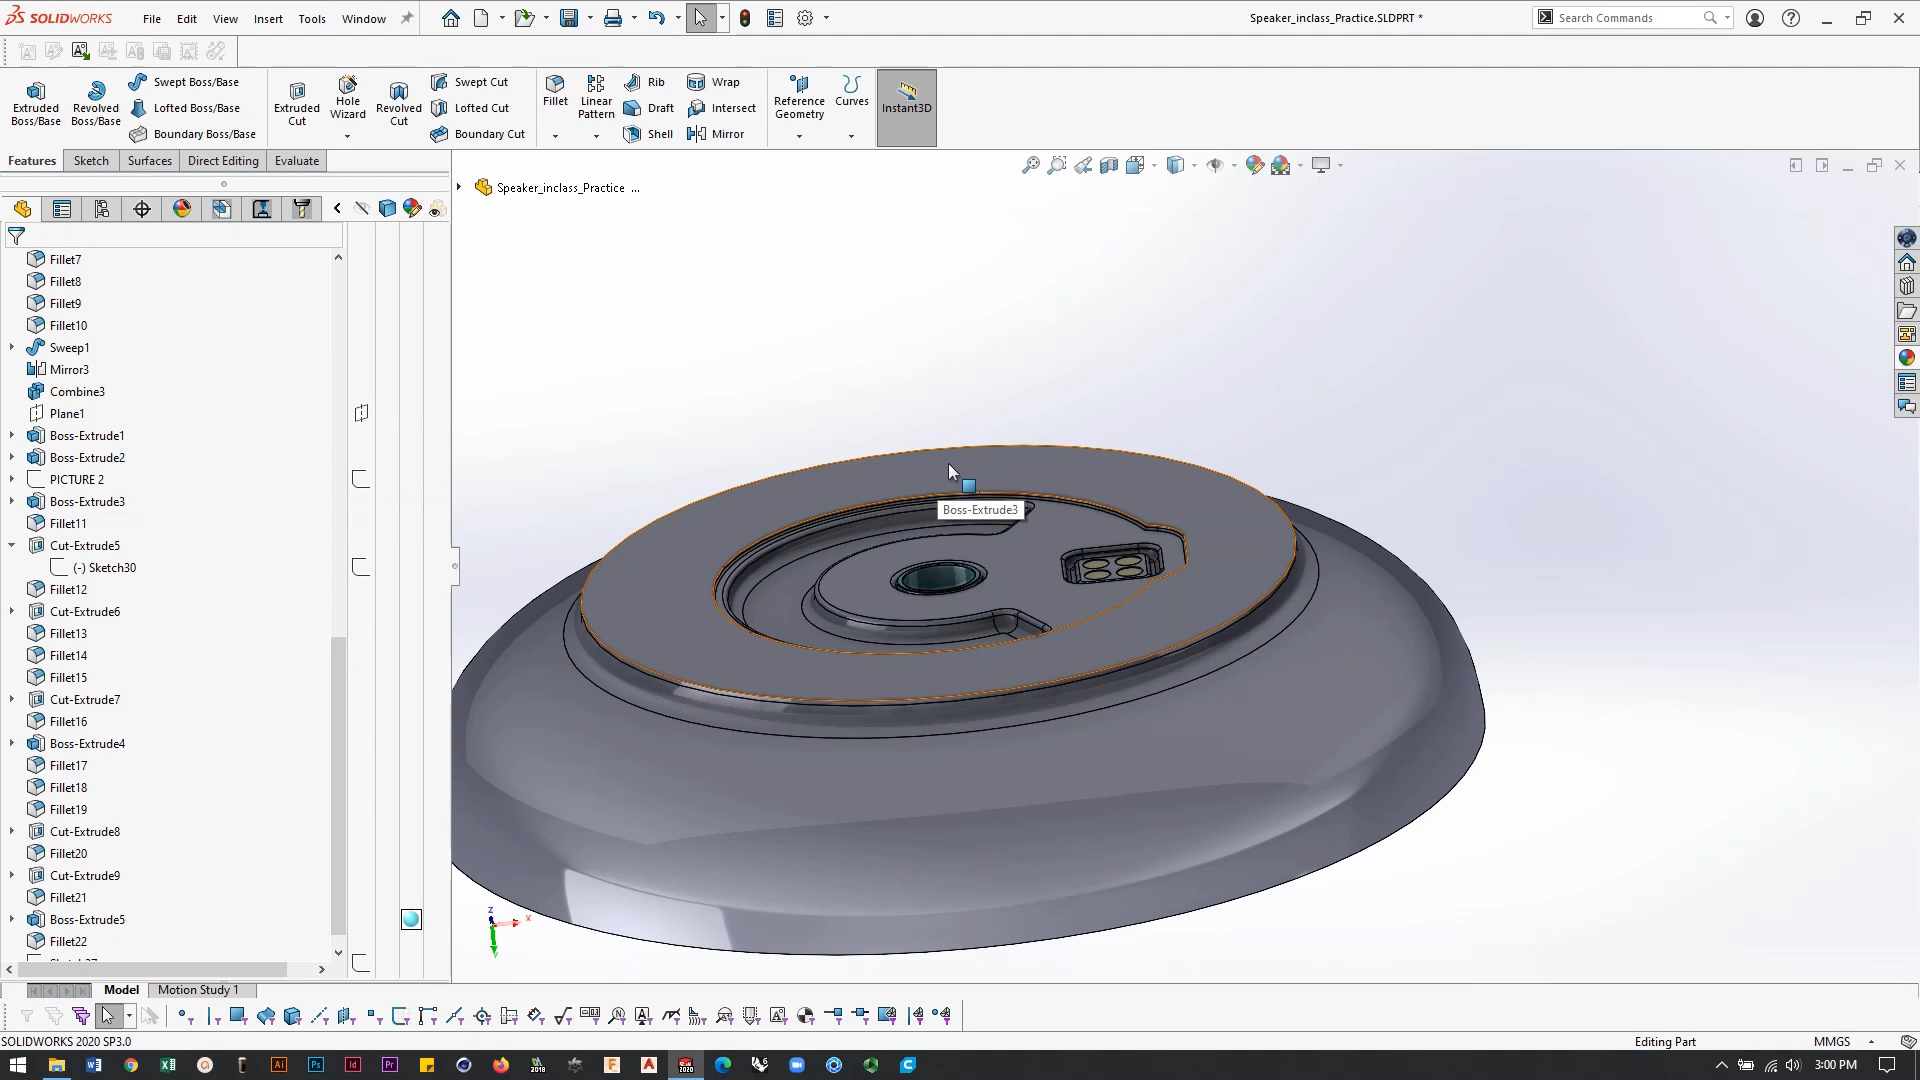 SOLIDWORKS File Edit View Insert Tools Window Speaker_inclass_Practice.SLDPRT * Search Commands
Extruded Boss/Base Revolved Boss/Base Swept Boss/Base Lofted Boss/Base Boundary Boss/Base Extruded Cut Hole Wizard Revolved Cut Swept Cut Lofted Cut Boundary Cut Fillet Linear Pattern Rib Draft Shell Wrap Intersect Mirror Reference Geometry Curves Instant3D
Features Sketch Surfaces Direct Editing Evaluate
Speaker_inclass_Practice ...
Fillet7
Fillet8
Fillet9
Fillet10
Sweep1
Mirror3
Combine3
Plane1
Boss-Extrude1
Boss-Extrude2
PICTURE 2
Boss-Extrude3
Fillet11
Cut-Extrude5
(-) Sketch30
Fillet12
Cut-Extrude6
Fillet13
Fillet14
Fillet15
Cut-Extrude7
Fillet16
Boss-Extrude4
Fillet17
Fillet18
Fillet19
Cut-Extrude8
Fillet20
Cut-Extrude9
Fillet21
Boss-Extrude5
Fillet22
Boss-Extrude3
Z
X
Y
Model Motion Study 1
SOLIDWORKS 2020 SP3.0 Editing Part MMGS
3:00 PM